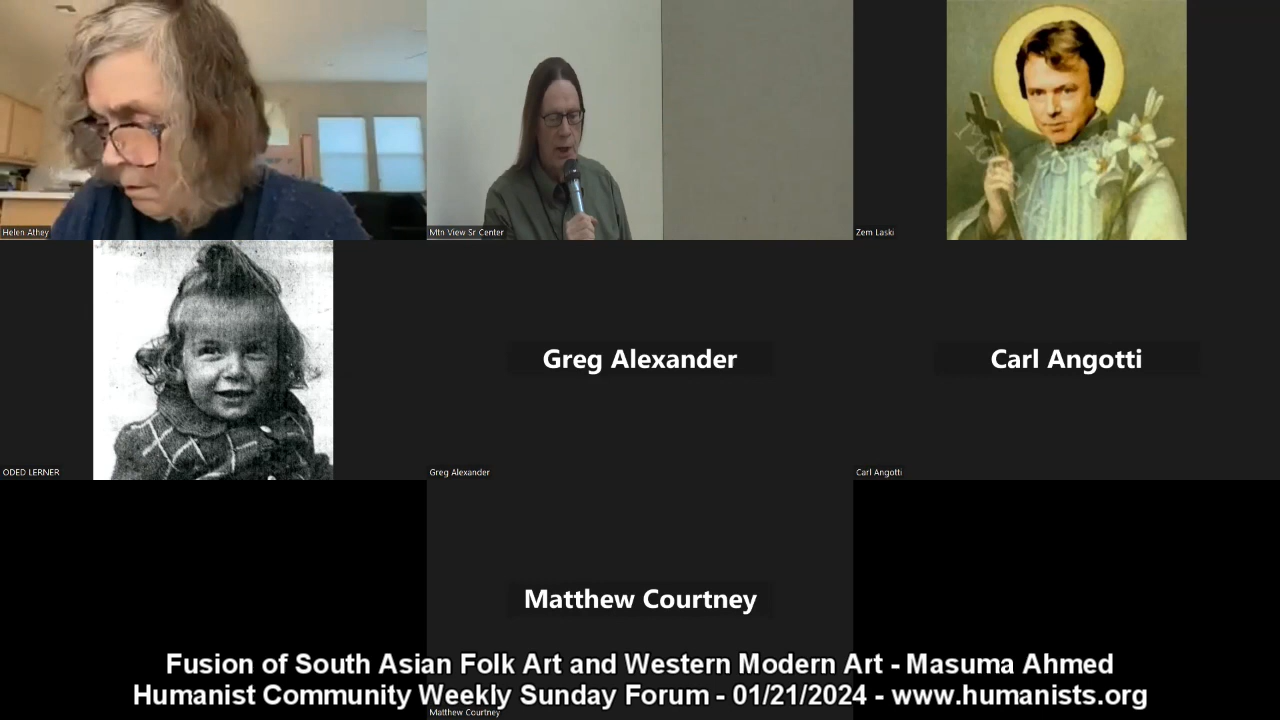 Helen Athey
Mtn View Sr Center
Zem Laski
ODED LERNER
Greg Alexander
Greg Alexander
Carl Angotti
Carl Angotti
Matthew Courtney
Fusion of South Asian Folk Art and Western Modern Art - Masuma Ahmed
Humanist Community Weekly Sunday Forum - 01/21/2024 - www.humanists.org
Matthew Courtney